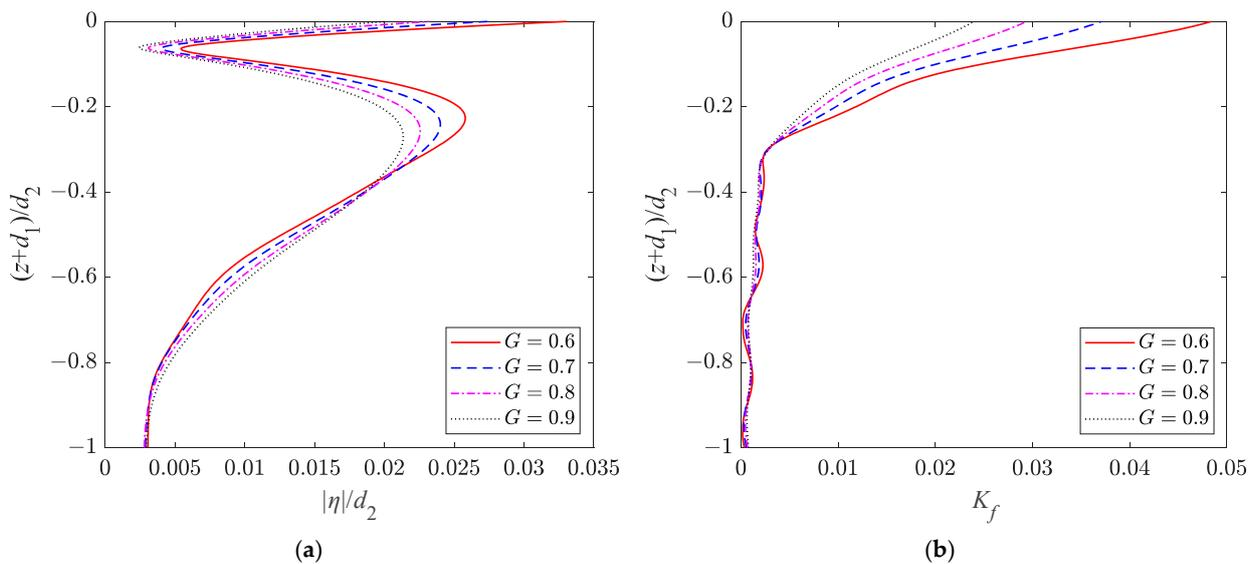 0
−0.2
−0.4
−0.6
−0.8
−1
(z+d₁)/d₂
0 0.005 0.01 0.015 0.02 0.025 0.03 0.035
|η|/d₂
G = 0.6
G = 0.7
G = 0.8
G = 0.9
(a)
0
−0.2
−0.4
−0.6
−0.8
−1
(z+d₁)/d₂
0 0.01 0.02 0.03 0.04 0.05
K_f
G = 0.6
G = 0.7
G = 0.8
G = 0.9
(b)